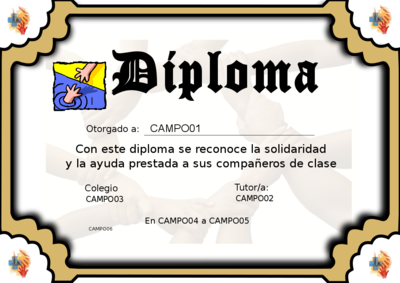 Diploma
Otorgado a: CAMPO01
Con este diploma se reconoce la solidaridad
y la ayuda prestada a sus compañeros de clase
Colegio Tutor/a:
CAMPO03 CAMPO02
En CAMPO04 a CAMPO05
CAMPO06